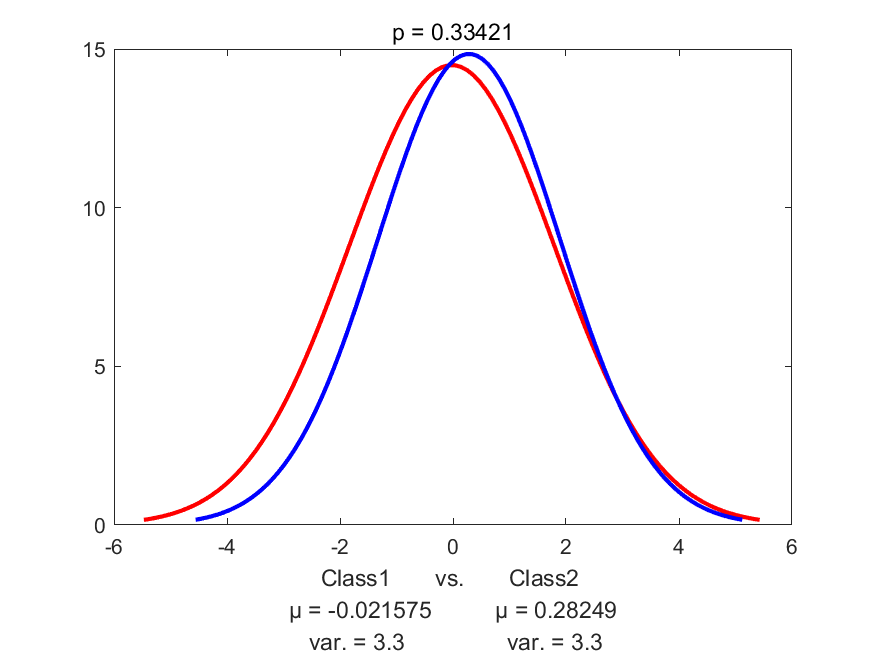 p = 0.33421
15
10
5
0
-6 -4 -2 0 2 4 6
Class1 vs. Class2
μ = -0.021575 μ = 0.28249
var. = 3.3 var. = 3.3